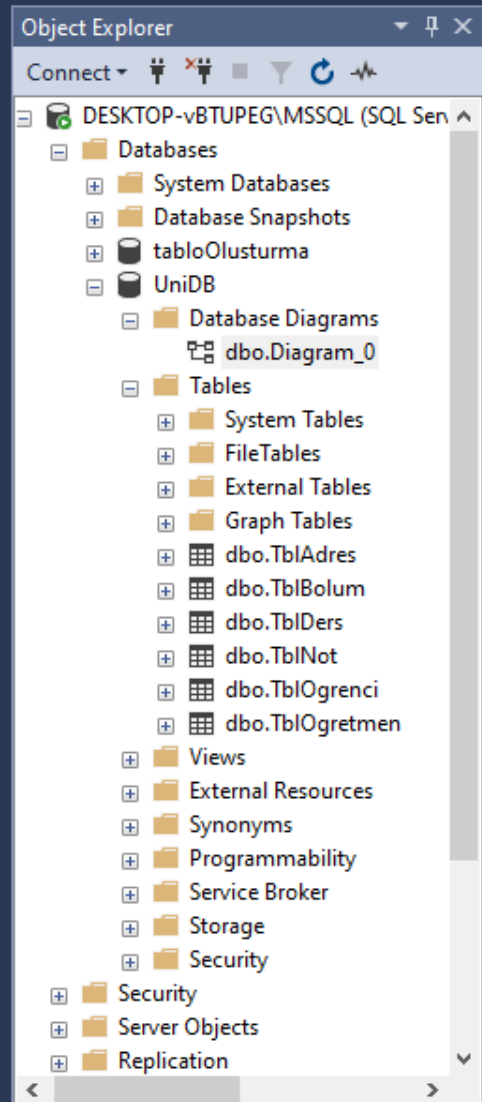 Object Explorer
Connect
DESKTOP-vBTUPEG\MSSQL (SQL Serv
Databases
System Databases
Database Snapshots
tabloOlusturma
UniDB
Database Diagrams
dbo.Diagram_0
Tables
System Tables
FileTables
External Tables
Graph Tables
dbo.TblAdres
dbo.TblBolum
dbo.TblDers
dbo.TblNot
dbo.TblOgrenci
dbo.TblOgretmen
Views
External Resources
Synonyms
Programmability
Service Broker
Storage
Security
Security
Server Objects
Replication